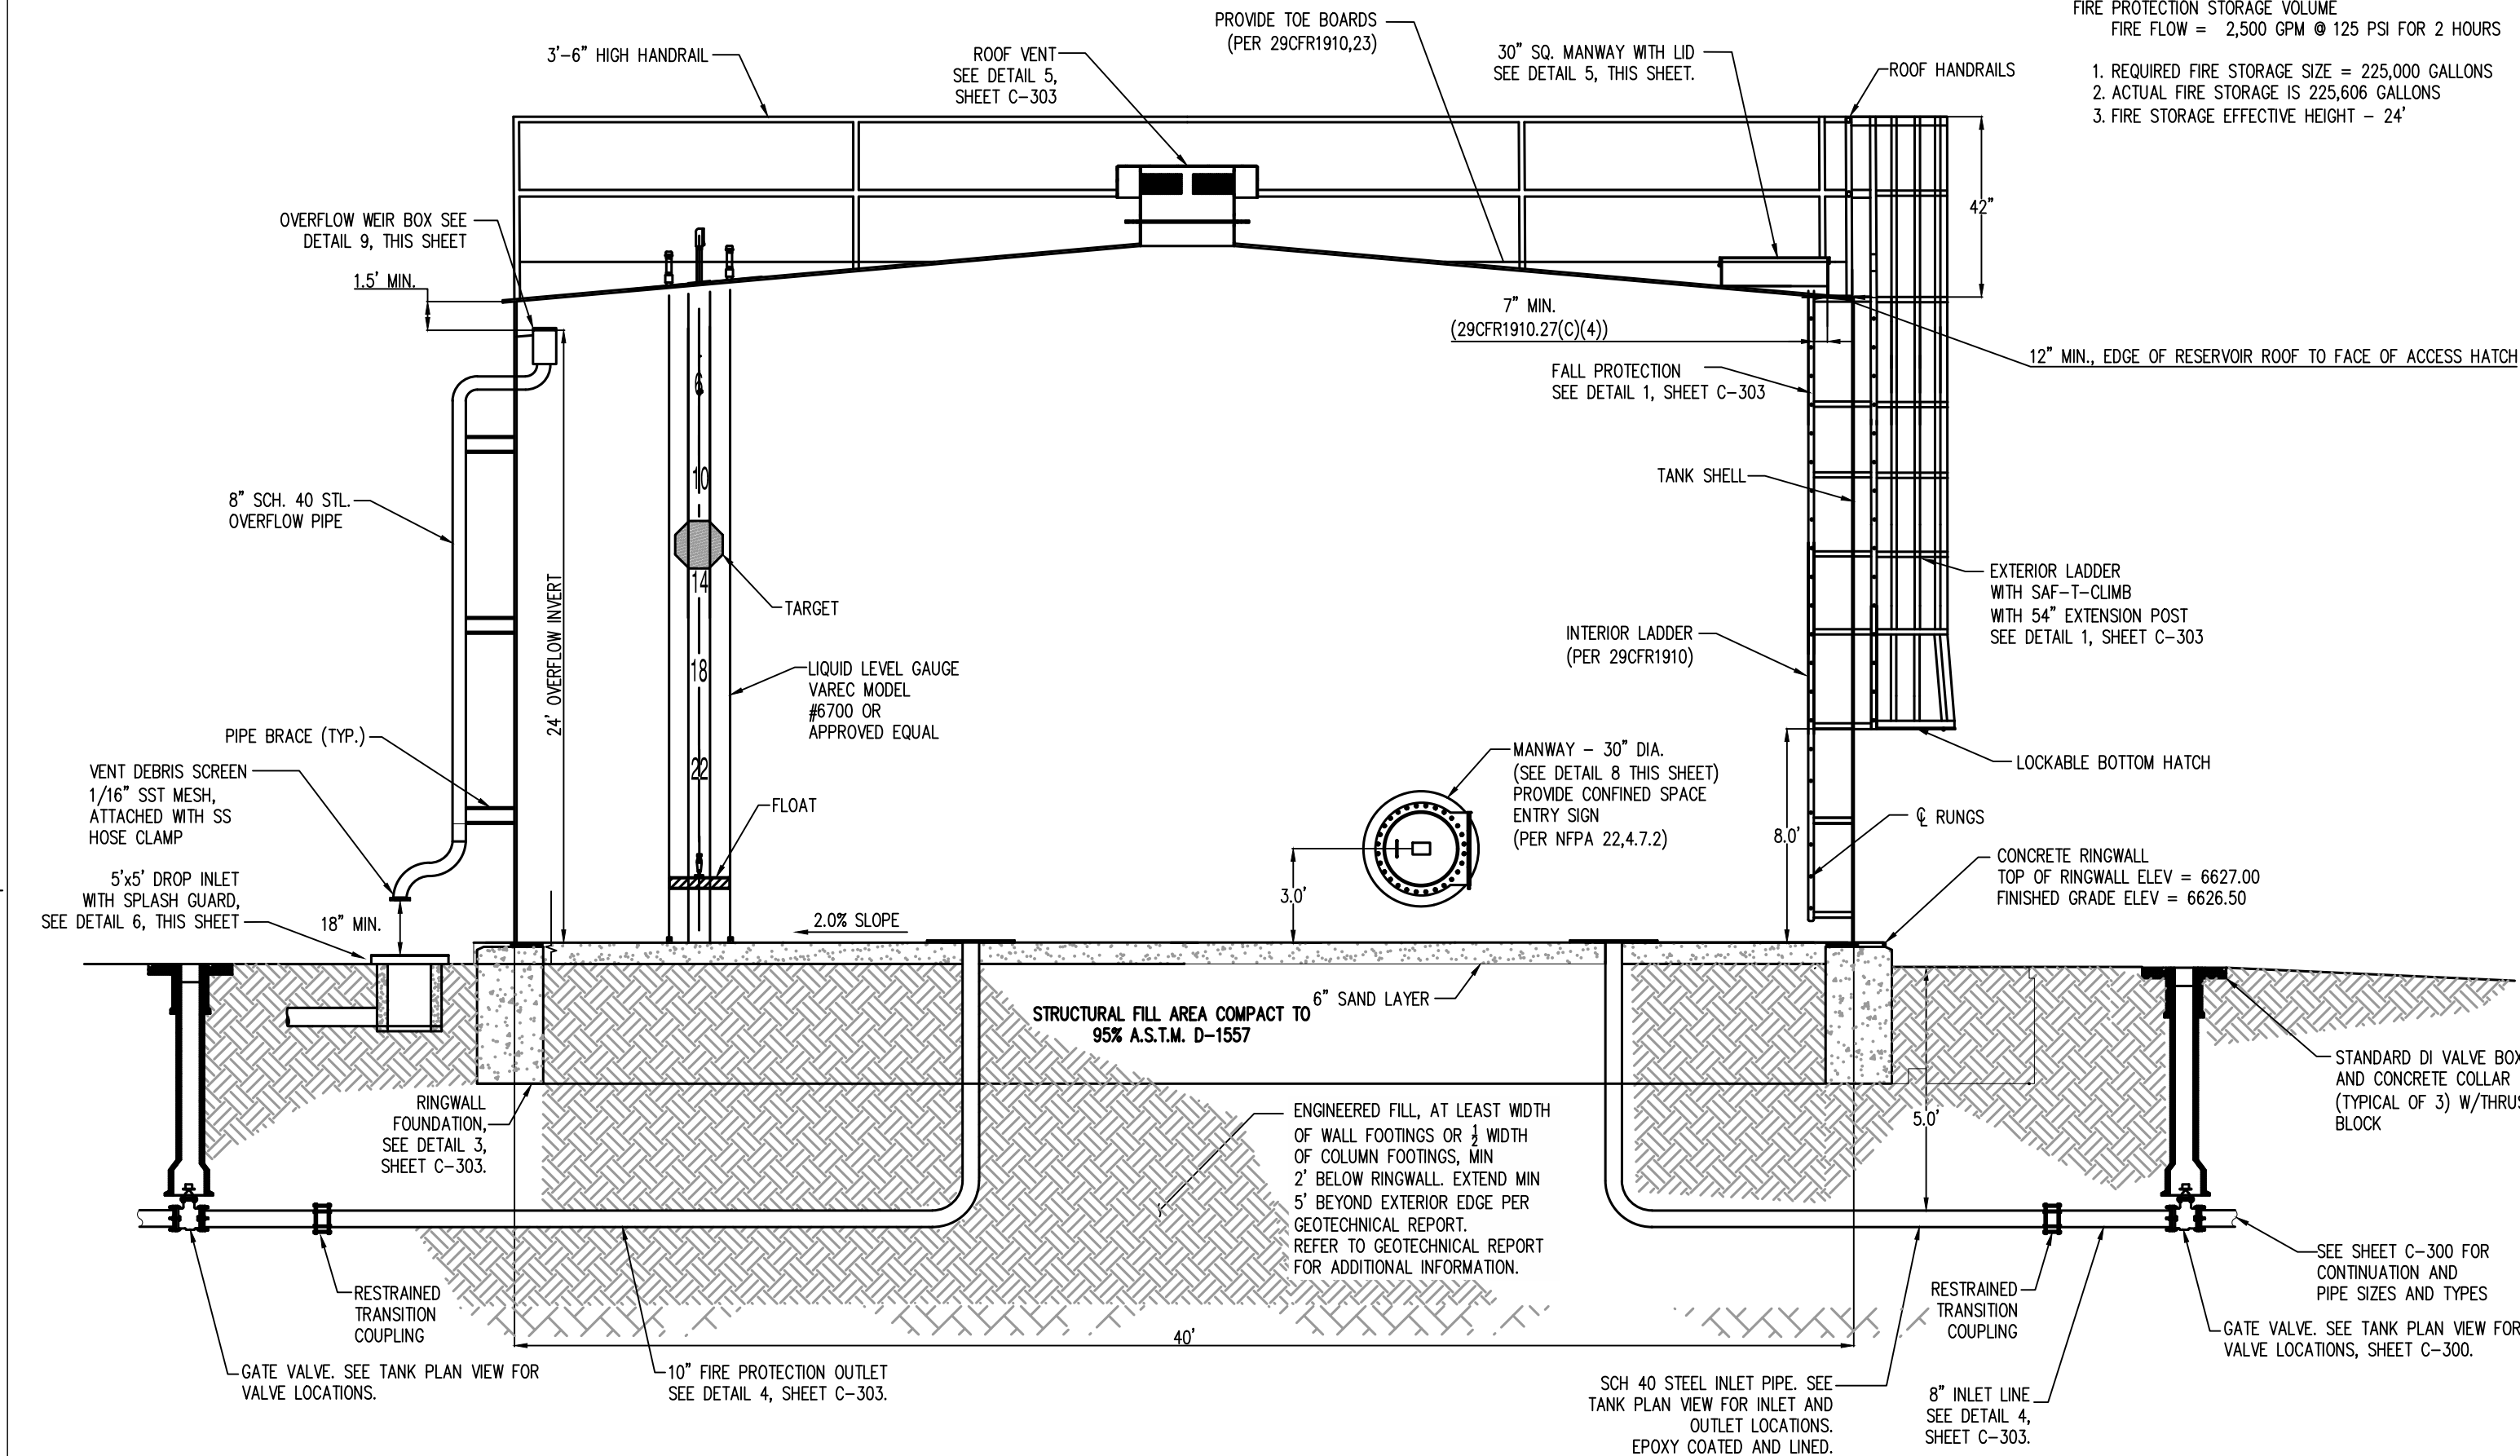 FIRE PROTECTION STORAGE VOLUME
FIRE FLOW = 2,500 GPM @ 125 PSI FOR 2 HOURS
1. REQUIRED FIRE STORAGE SIZE = 225,000 GALLONS
2. ACTUAL FIRE STORAGE IS 225,606 GALLONS
3. FIRE STORAGE EFFECTIVE HEIGHT - 24'
3'-6" HIGH HANDRAIL
ROOF VENT
SEE DETAIL 5,
SHEET C-303
PROVIDE TOE BOARDS
(PER 29CFR1910,23)
30" SQ. MANWAY WITH LID
SEE DETAIL 5, THIS SHEET.
ROOF HANDRAILS
42"
OVERFLOW WEIR BOX SEE
DETAIL 9, THIS SHEET
1.5' MIN.
7" MIN.
(29CFR1910.27(C)(4))
12" MIN., EDGE OF RESERVOIR ROOF TO FACE OF ACCESS HATCH
FALL PROTECTION
SEE DETAIL 1, SHEET C-303
TANK SHELL
8" SCH. 40 STL.
OVERFLOW PIPE
6
10
14
18
22
24' OVERFLOW INVERT
TARGET
EXTERIOR LADDER
WITH SAF-T-CLIMB
WITH 54" EXTENSION POST
SEE DETAIL 1, SHEET C-303
INTERIOR LADDER
(PER 29CFR1910)
LIQUID LEVEL GAUGE
VAREC MODEL
#6700 OR
APPROVED EQUAL
PIPE BRACE (TYP.)
VENT DEBRIS SCREEN
1/16" SST MESH,
ATTACHED WITH SS
HOSE CLAMP
FLOAT
MANWAY - 30" DIA.
(SEE DETAIL 8 THIS SHEET)
PROVIDE CONFINED SPACE
ENTRY SIGN
(PER NFPA 22,4.7.2)
LOCKABLE BOTTOM HATCH
8.0'
℄ RUNGS
5'x5' DROP INLET
WITH SPLASH GUARD,
SEE DETAIL 6, THIS SHEET
18" MIN.
3.0'
2.0% SLOPE
CONCRETE RINGWALL
TOP OF RINGWALL ELEV = 6627.00
FINISHED GRADE ELEV = 6626.50
6" SAND LAYER
STRUCTURAL FILL AREA COMPACT TO
95% A.S.T.M. D-1557
STANDARD DI VALVE BOX
AND CONCRETE COLLAR
(TYPICAL OF 3) W/THRUS
BLOCK
RINGWALL
FOUNDATION,
SEE DETAIL 3,
SHEET C-303.
ENGINEERED FILL, AT LEAST WIDTH
OF WALL FOOTINGS OR ½ WIDTH
OF COLUMN FOOTINGS, MIN
2' BELOW RINGWALL. EXTEND MIN
5' BEYOND EXTERIOR EDGE PER
GEOTECHNICAL REPORT.
REFER TO GEOTECHNICAL REPORT
FOR ADDITIONAL INFORMATION.
5.0'
SEE SHEET C-300 FOR
CONTINUATION AND
PIPE SIZES AND TYPES
RESTRAINED
TRANSITION
COUPLING
RESTRAINED
TRANSITION
COUPLING
40'
GATE VALVE. SEE TANK PLAN VIEW FOR
VALVE LOCATIONS, SHEET C-300.
GATE VALVE. SEE TANK PLAN VIEW FOR
VALVE LOCATIONS.
10" FIRE PROTECTION OUTLET
SEE DETAIL 4, SHEET C-303.
SCH 40 STEEL INLET PIPE. SEE
TANK PLAN VIEW FOR INLET AND
OUTLET LOCATIONS.
EPOXY COATED AND LINED.
8" INLET LINE
SEE DETAIL 4,
SHEET C-303.